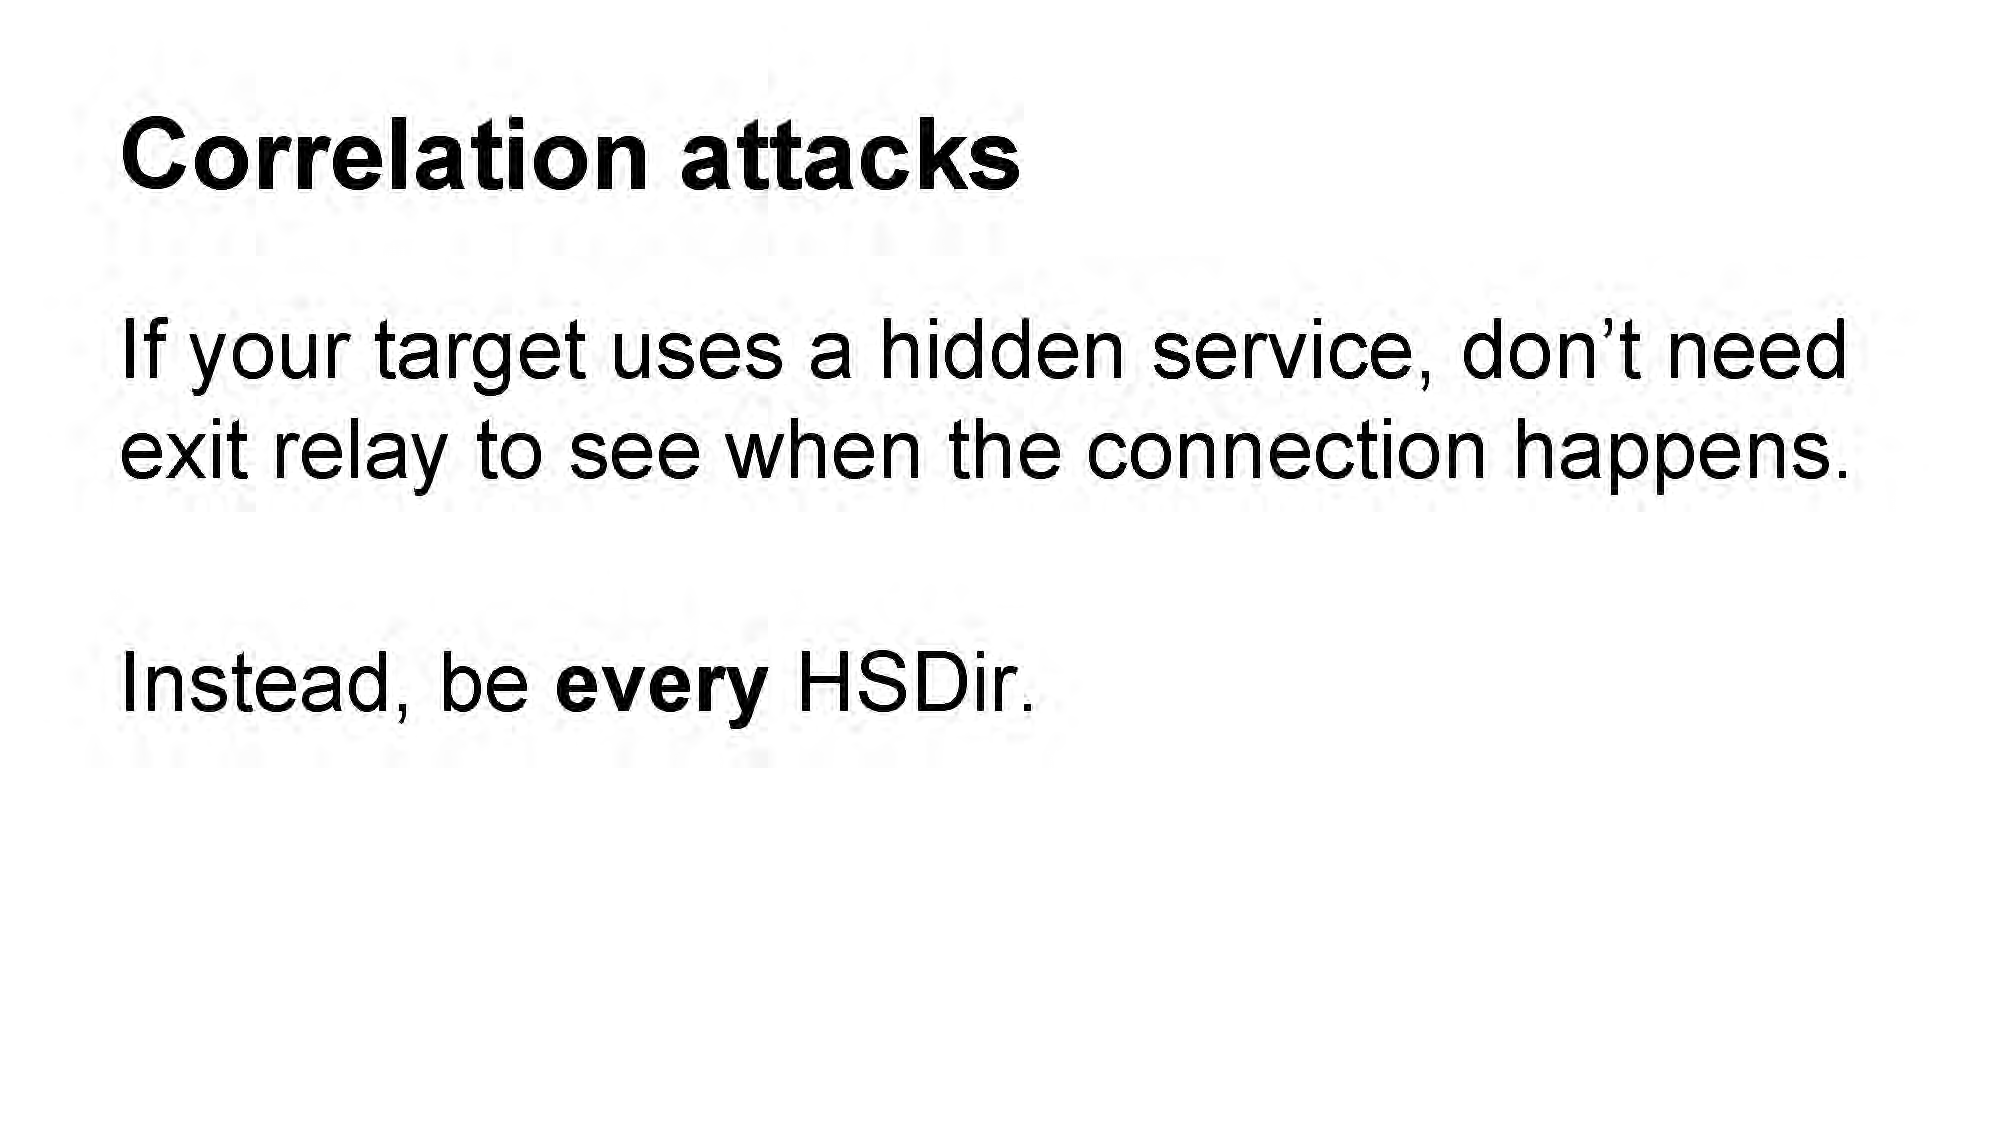 Correlation attacks
If your target uses a hidden service, don’t need
exit relay to see when the connection happens.
Instead, be every HSDir.